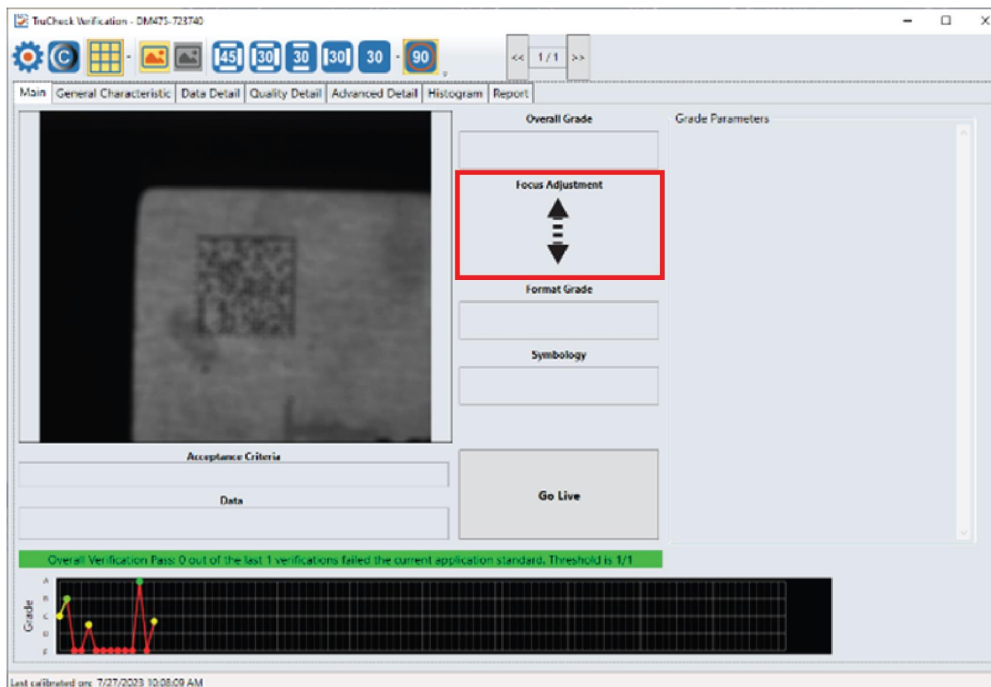 TruCheck Verification - DM475-723740
C 45 30 30 30 30 90 << 1/1 >>
Main General Characteristic Data Detail Quality Detail Advanced Detail Histogram Report
Overall Grade
Grade Parameters
Focus Adjustment
Format Grade
Symbology
Acceptance Criteria
Data
Go Live
Overall Verification Pass: 0 out of the last 1 verifications failed the current application standard. Threshold is 1/1
Grade
A
B
C
D
F
Last calibrated on: 7/27/2023 10:08:09 AM